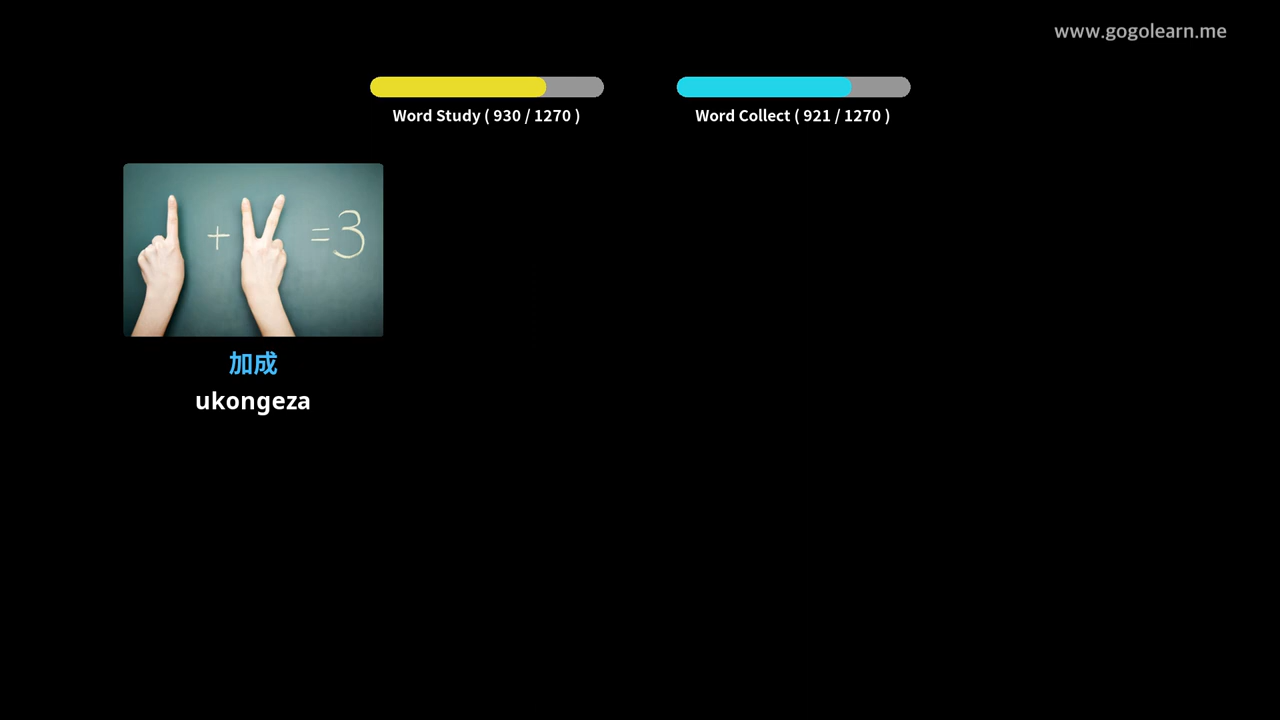 www.gogolearn.me
Word Study ( 930 / 1270 )
Word Collect ( 921 / 1270 )
+ = 3
加成
ukongeza